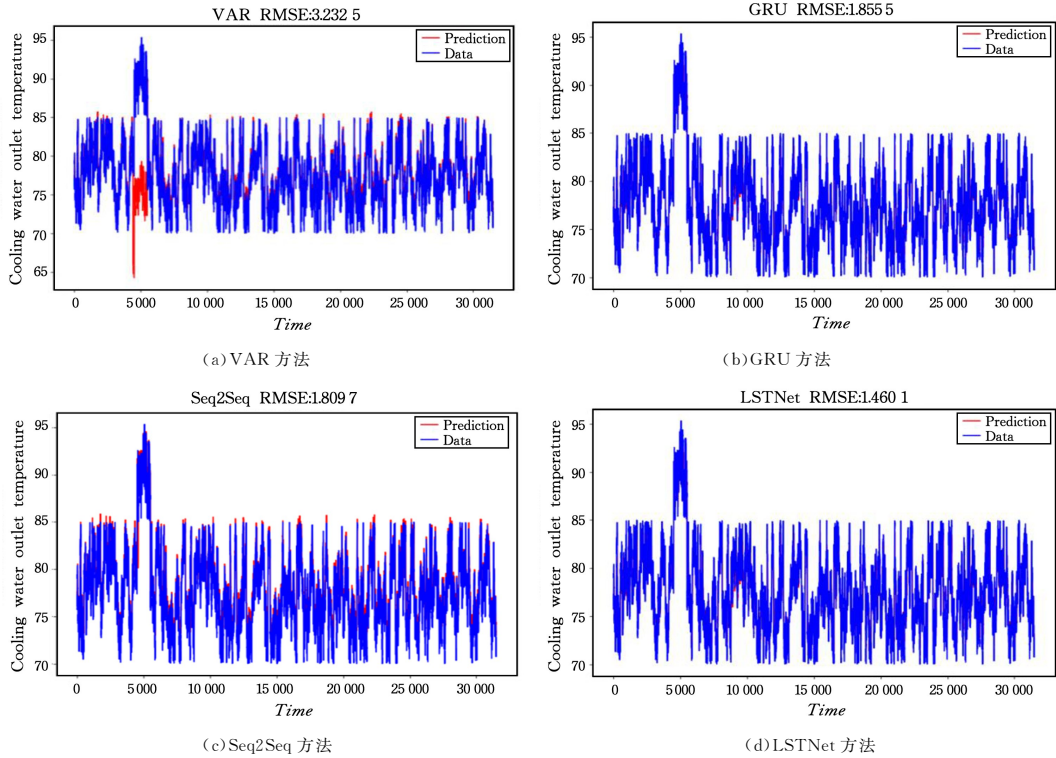 VAR RMSE:3.232 5
Cooling water outlet temperature
95
90
85
80
75
70
65
Prediction
Data
0 5 000 10 000 15 000 20 000 25 000 30 000
Time
(a)VAR 方法
GRU RMSE:1.855 5
Cooling water outlet temperature
95
90
85
80
75
70
Prediction
Data
0 5 000 10 000 15 000 20 000 25 000 30 000
Time
(b)GRU 方法
Seq2Seq RMSE:1.809 7
Cooling water outlet temperature
95
90
85
80
75
70
Prediction
Data
0 5 000 10 000 15 000 20 000 25 000 30 000
Time
(c)Seq2Seq 方法
LSTNet RMSE:1.460 1
Cooling water outlet temperature
95
90
85
80
75
70
Prediction
Data
0 5 000 10 000 15 000 20 000 25 000 30 000
Time
(d)LSTNet 方法